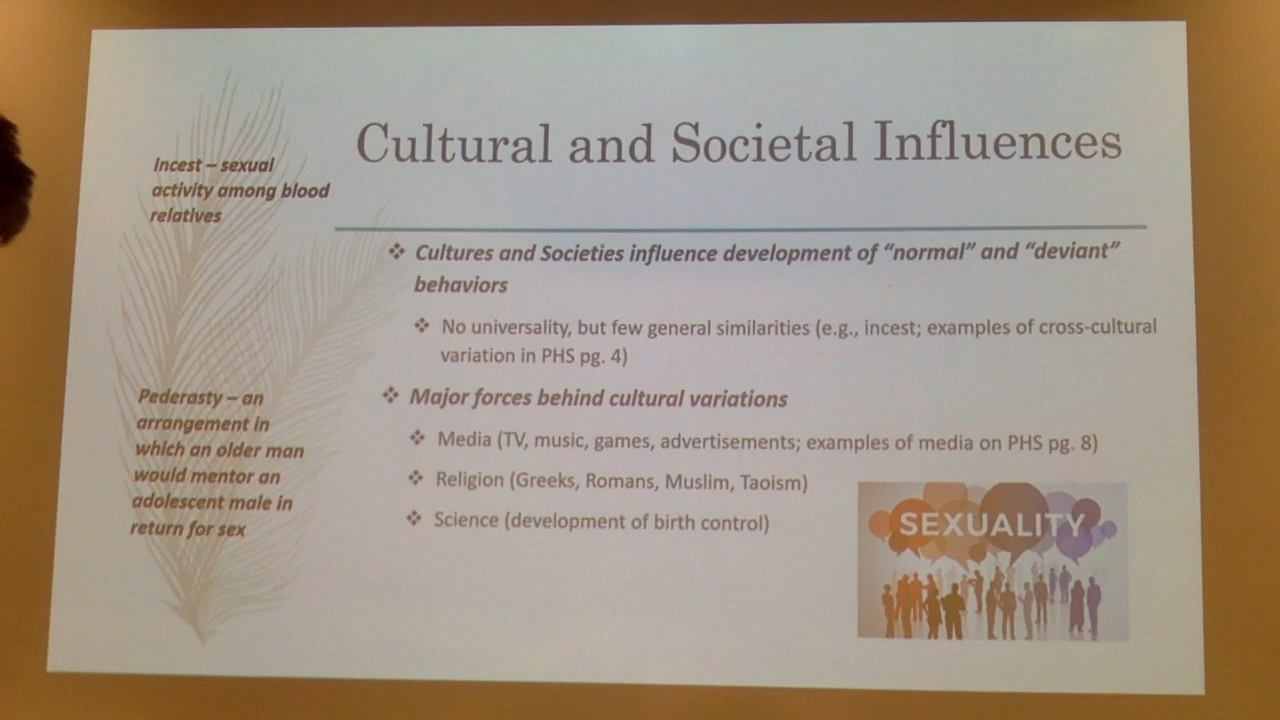 Cultural and Societal Influences
Incest – sexual
activity among blood
relatives
Pederasty – an
arrangement in
which an older man
would mentor an
adolescent male in
return for sex
Cultures and Societies influence development of “normal” and “deviant”
behaviors
No universality, but few general similarities (e.g., incest; examples of cross-cultural
variation in PHS pg. 4)
Major forces behind cultural variations
Media (TV, music, games, advertisements; examples of media on PHS pg. 8)
Religion (Greeks, Romans, Muslim, Taoism)
Science (development of birth control)
SEXUALITY